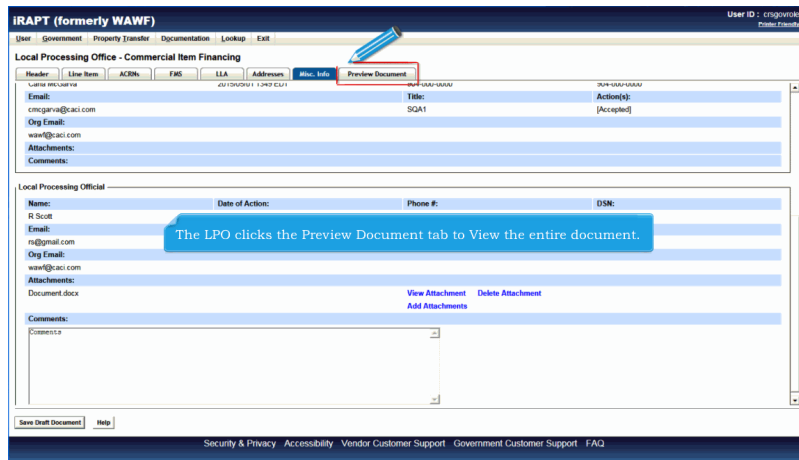 iRAPT (formerly WAWF)
User ID : crsgovrole
Printer Friendly
User Government Property Transfer Documentation Lookup Exit
Local Processing Office - Commercial Item Financing
Header Line Item ACRNs FMS LLA Addresses Misc. Info Preview Document
Email: Title: Action(s):
cmcgarva@caci.com SQA1 [Accepted]
Org Email:
wawf@caci.com
Attachments:
Comments:
Local Processing Official
Name: Date of Action: Phone #: DSN:
R Scott
The LPO clicks the Preview Document tab to View the entire document.
Email:
rs@gmail.com
Org Email:
wawf@caci.com
Attachments:
Document.docx View Attachment Delete Attachment
Add Attachments
Comments:
Comments
Save Draft Document Help
Security & Privacy Accessibility Vendor Customer Support Government Customer Support FAQ